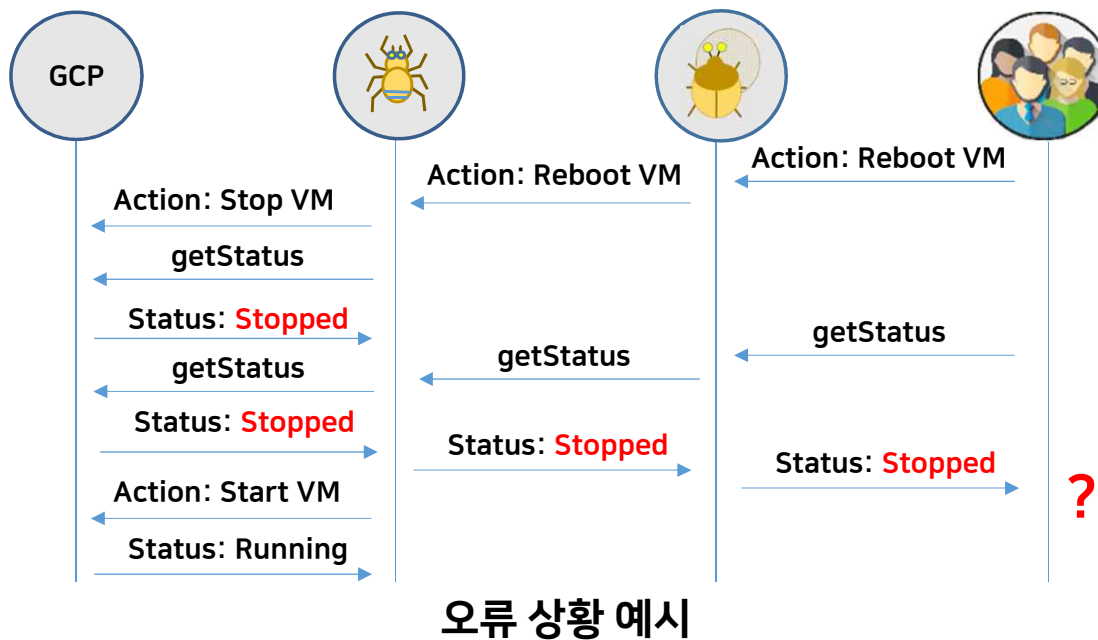 GCP
Action: Reboot VM
Action: Reboot VM
Action: Stop VM
getStatus
Status: Stopped
getStatus
getStatus
getStatus
Status: Stopped
Status: Stopped
Status: Stopped
?
Action: Start VM
Status: Running
오류 상황 예시